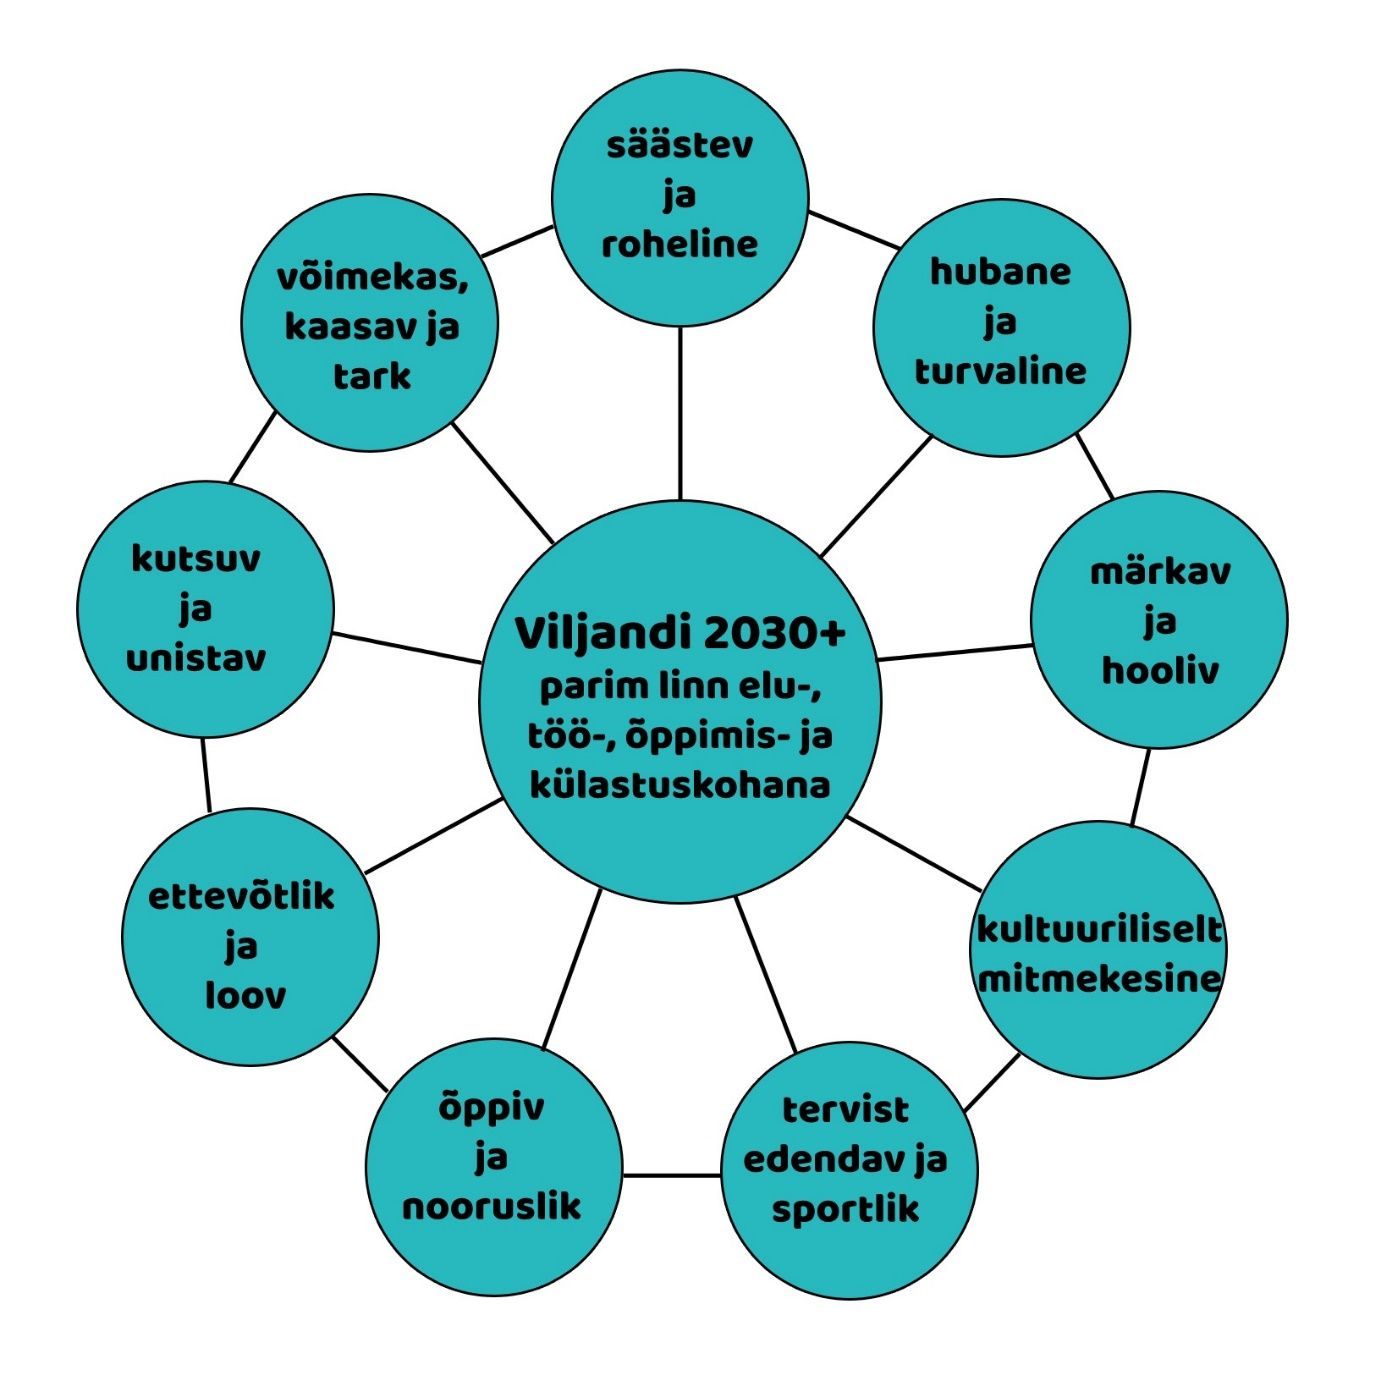 säästev
ja
roheline
hubane
ja
turvaline
märkav
ja
hooliv
kultuuriliselt
mitmekesine
tervist
edendav ja
sportlik
õppiv
ja
nooruslik
ettevõtlik
ja
loov
kutsuv
ja
unistav
võimekas,
kaasav ja
tark
Viljandi 2030+
parim linn elu-,
töö-, õppimis- ja
külastuskohana